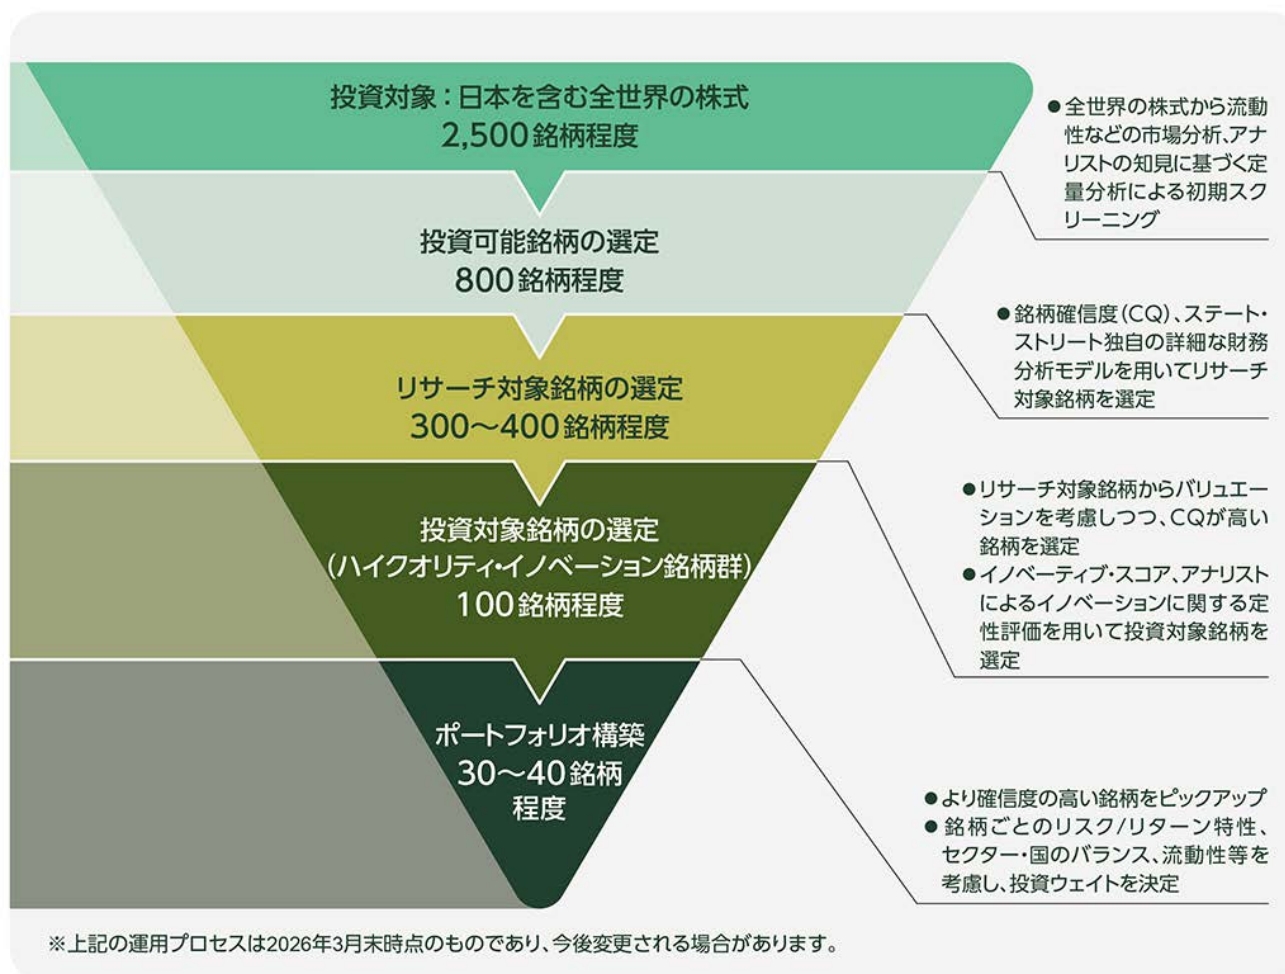 投資対象：日本を含む全世界の株式
2,500銘柄程度
●全世界の株式から流動
性などの市場分析、アナ
リストの知見に基づく定
量分析による初期スク
リーニング
投資可能銘柄の選定
800銘柄程度
●銘柄確信度(CQ)、ステート・
ストリート独自の詳細な財務
分析モデルを用いてリサーチ
対象銘柄を選定
リサーチ対象銘柄の選定
300～400銘柄程度
●リサーチ対象銘柄からバリュエー
ションを考慮しつつ、CQが高い
銘柄を選定
●イノベーティブ・スコア、アナリスト
によるイノベーションに関する定
性評価を用いて投資対象銘柄を
選定
投資対象銘柄の選定
(ハイクオリティ・イノベーション銘柄群)
100銘柄程度
ポートフォリオ構築
30～40銘柄
程度
●より確信度の高い銘柄をピックアップ
●銘柄ごとのリスク/リターン特性、
セクター・国のバランス、流動性等を
考慮し、投資ウェイトを決定
※上記の運用プロセスは2026年3月末時点のものであり、今後変更される場合があります。